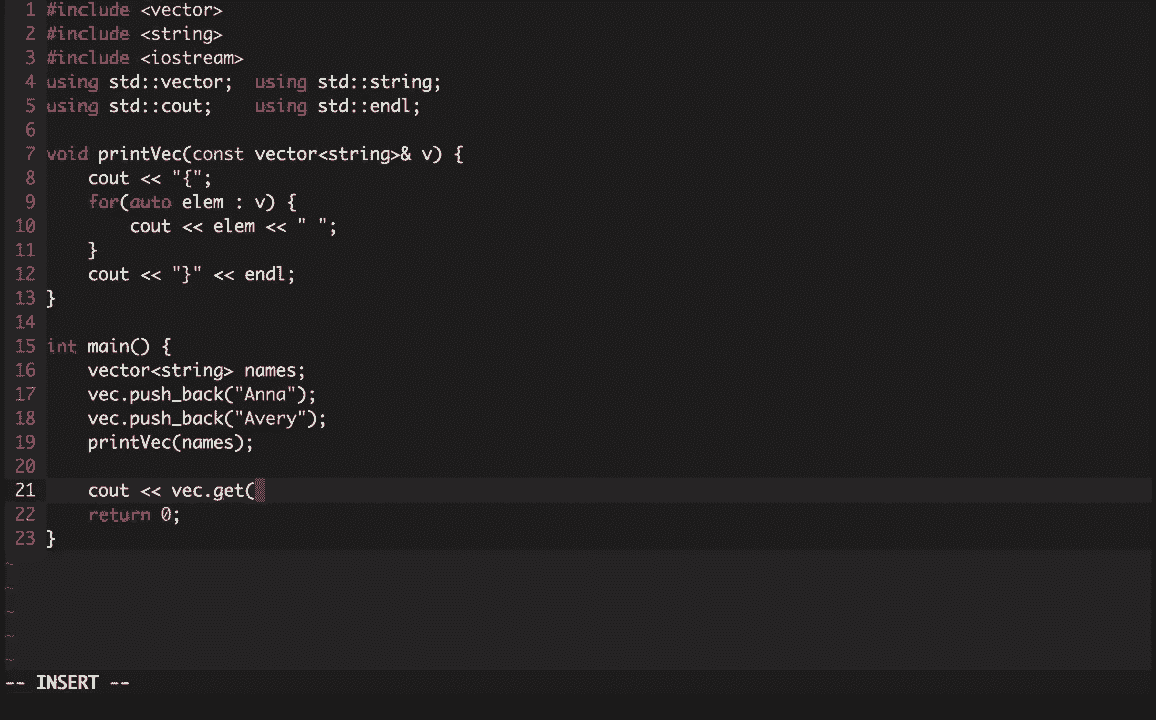 1 #include <vector>
2 #include <string>
3 #include <iostream>
4 using std::vector;  using std::string;
5 using std::cout;    using std::endl;
6
7 void printVec(const vector<string>& v) {
8     cout << "{";
9     for(auto elem : v) {
10         cout << elem << " ";
11     }
12     cout << "}" << endl;
13 }
14
15 int main() {
16     vector<string> names;
17     vec.push_back("Anna");
18     vec.push_back("Avery");
19     printVec(names);
20
21     cout << vec.get(
22     return 0;
23 }
~
~
~
~
~
-- INSERT --